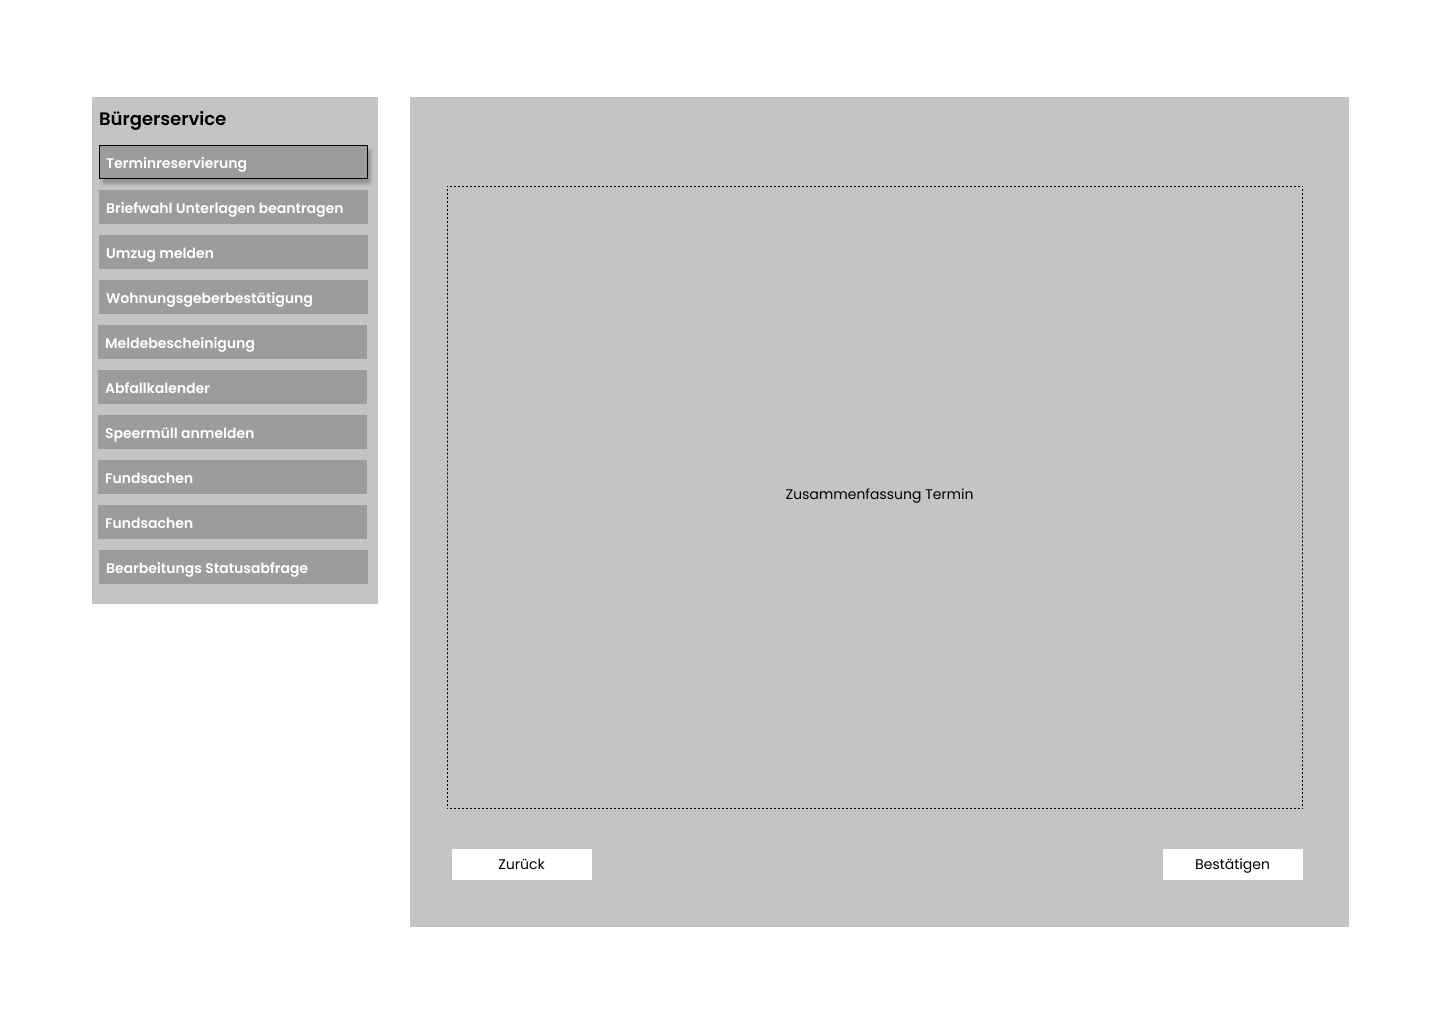 Bürgerservice
Terminreservierung
Briefwahl Unterlagen beantragen
Umzug melden
Wohnungsgeberbestätigung
Meldebescheinigung
Abfallkalender
Speermüll anmelden
Fundsachen
Fundsachen
Bearbeitungs Statusabfrage
Zusammenfassung Termin
Zurück
Bestätigen